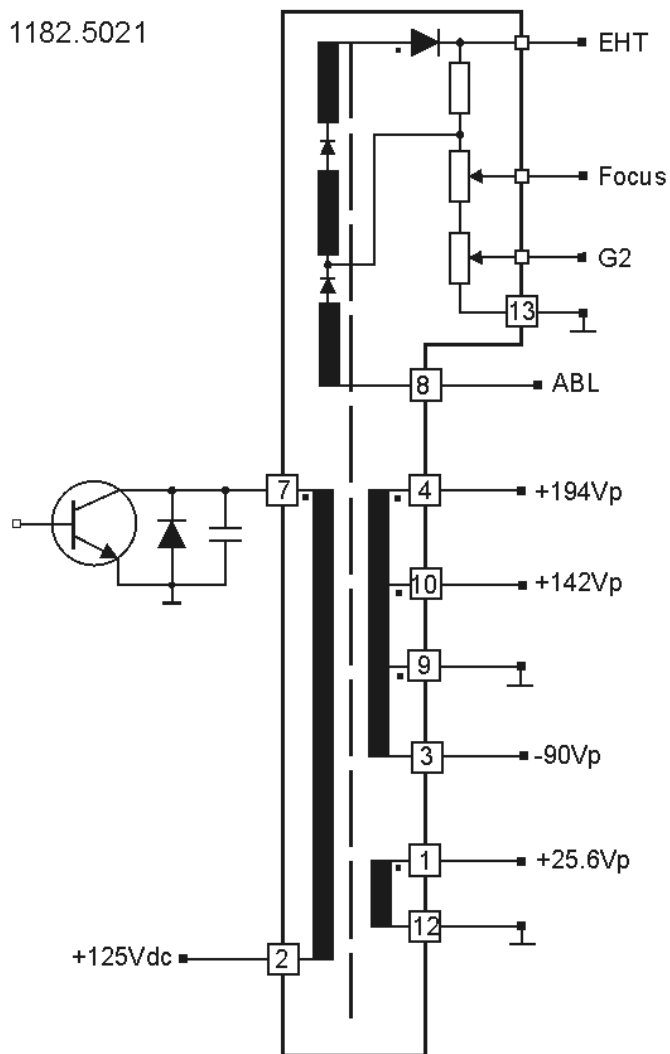 1182.5021
EHT
Focus
G2
13
8 ABL
7 4 +194Vp
10 +142Vp
9
3 -90Vp
1 +25.6Vp
12
+125Vdc 2